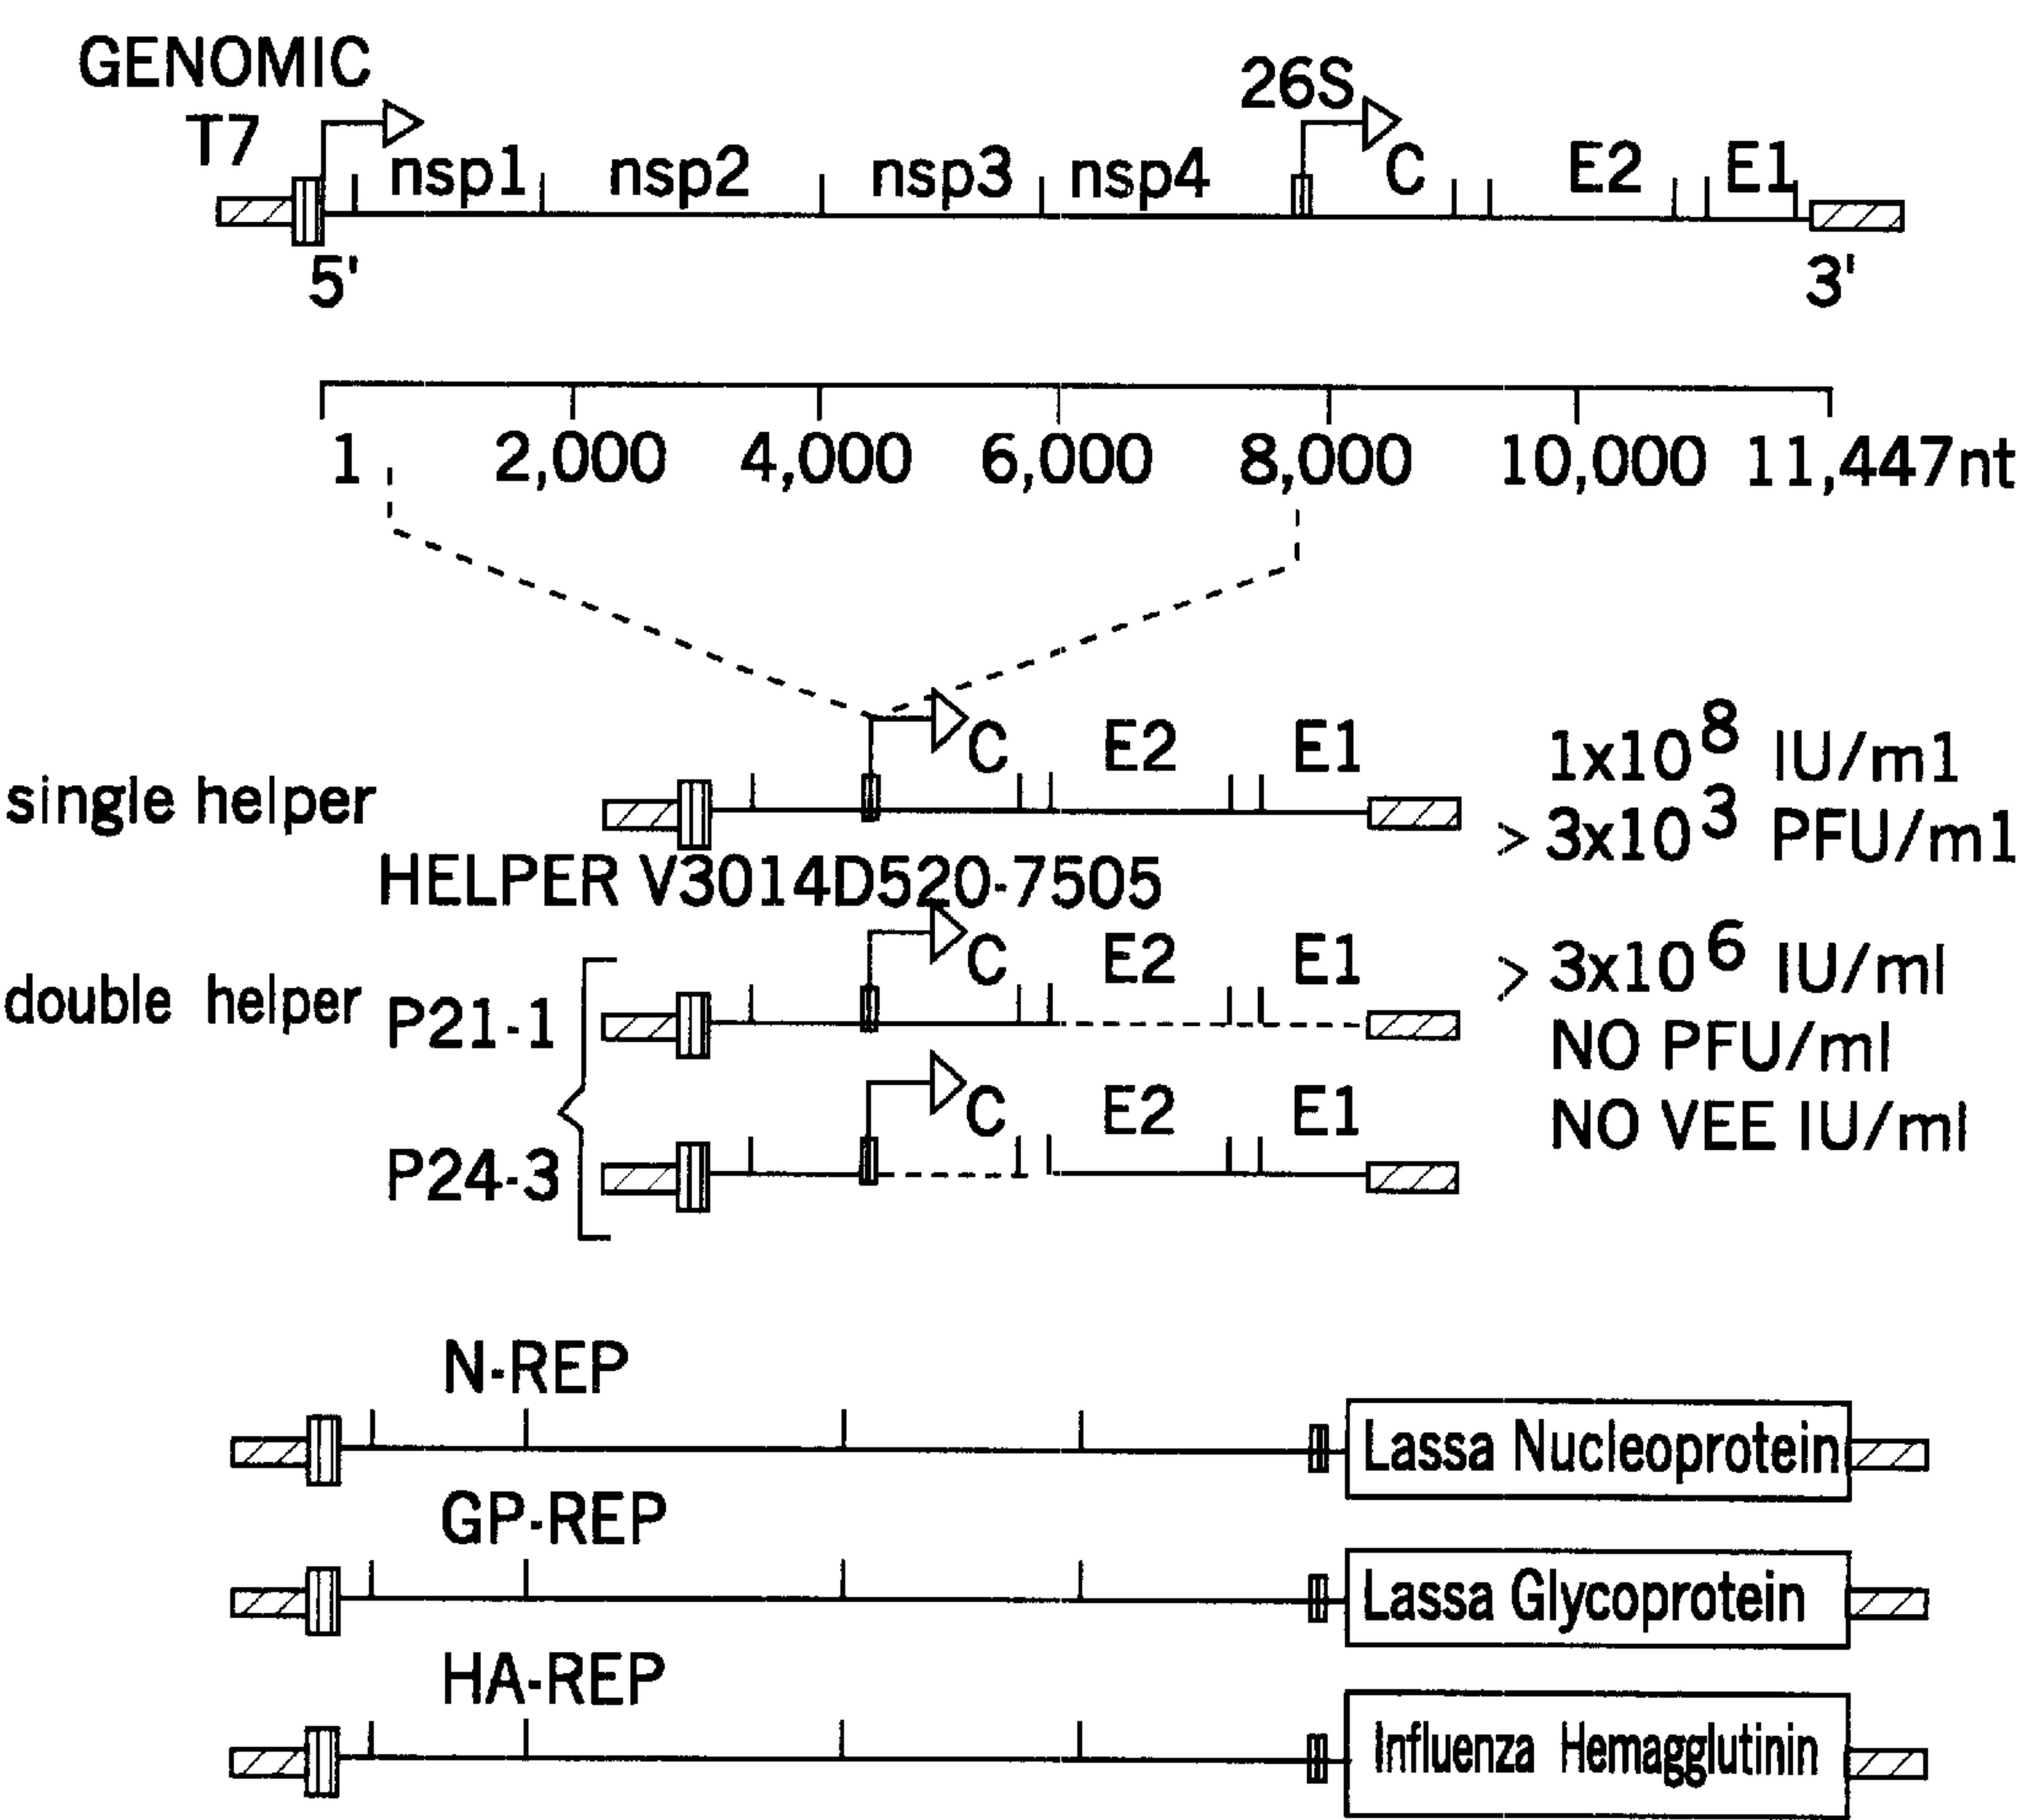 GENOMIC
T7
26S
nsp1 nsp2 nsp3 nsp4 C E2 E1
5' 3'
1 2,000 4,000 6,000 8,000 10,000 11,447nt
C E2 E1
single helper
1x10^8 IU/m1
> 3x10^3 PFU/m1
HELPER V3014D520-7505
double helper
P21-1
C E2 E1
> 3x10^6 IU/ml
NO PFU/ml
P24-3
C E2 E1
NO VEE IU/ml
N-REP
Lassa Nucleoprotein
GP-REP
Lassa Glycoprotein
HA-REP
Influenza Hemagglutinin